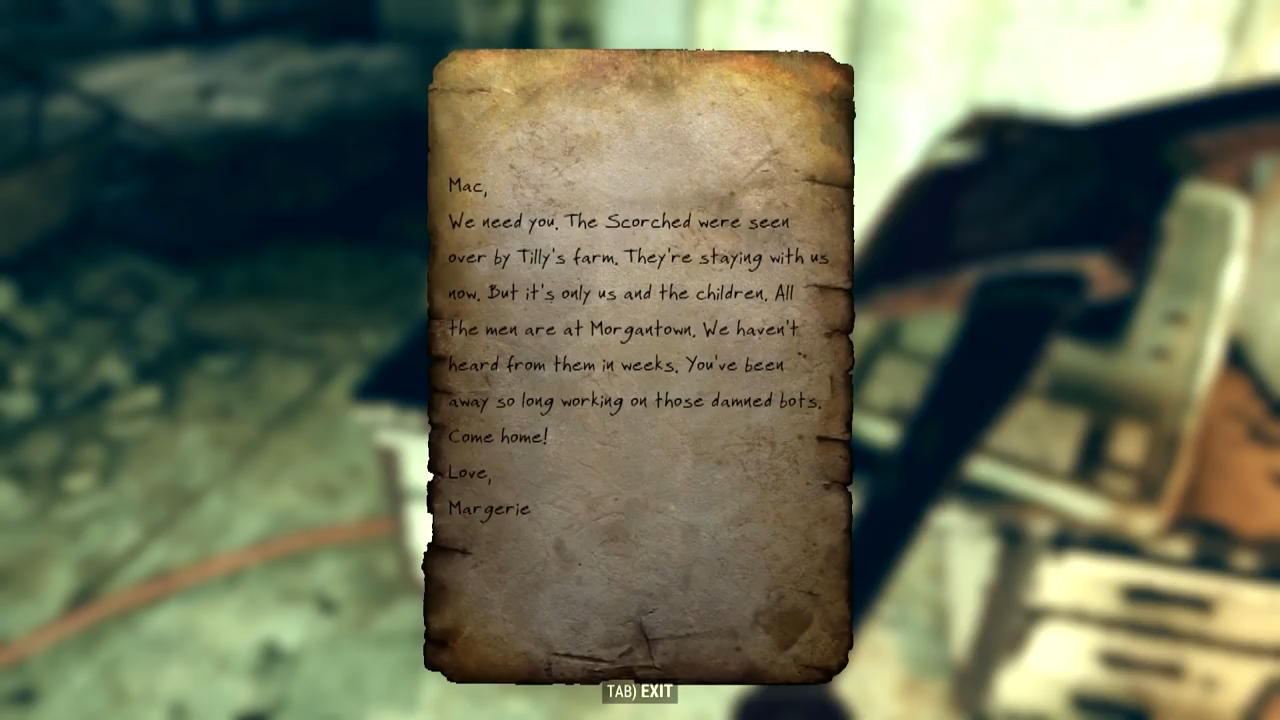 Mac,
We need you. The Scorched were seen
over by Tilly's farm. They're staying with us
now. But it's only us and the children. All
the men are at Morgantown. We haven't
heard from them in weeks. You've been
away so long working on those damned bots.
Come home!
Love,
Margerie
TAB) EXIT